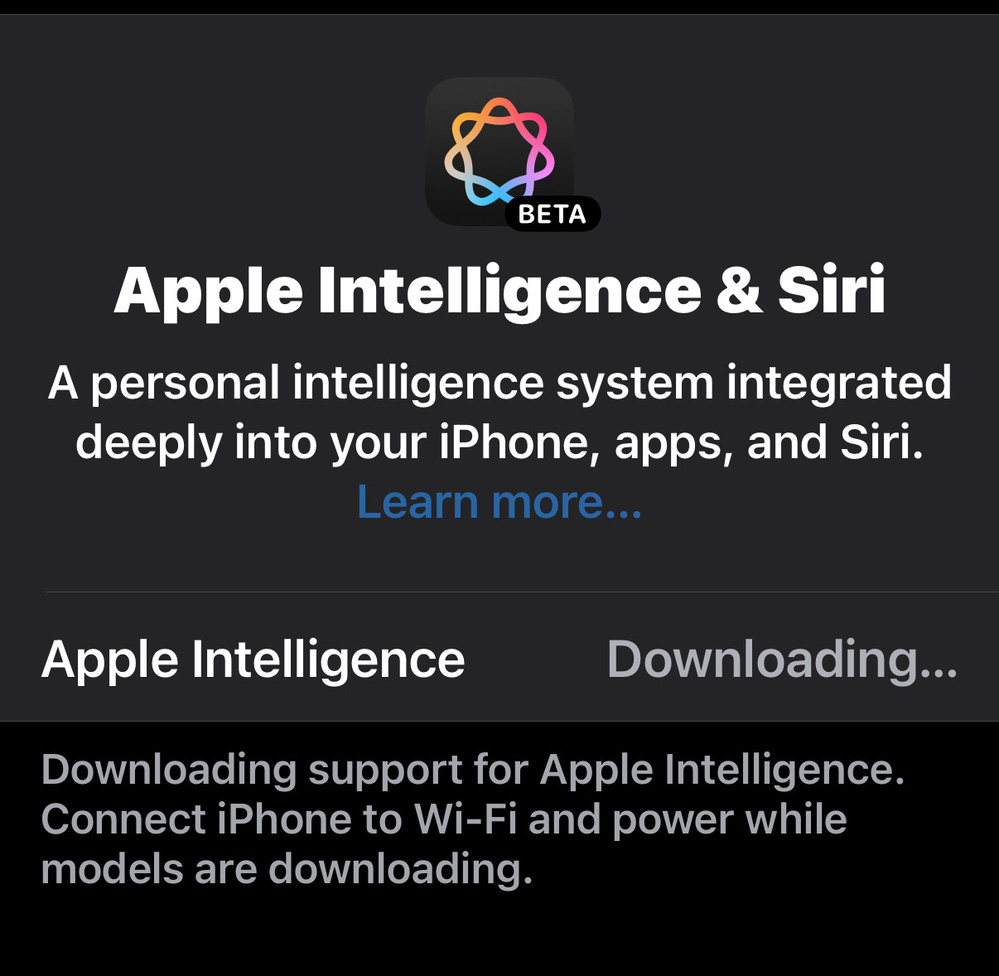 BETA
Apple Intelligence & Siri
A personal intelligence system integrated
deeply into your iPhone, apps, and Siri.
Learn more...
Apple Intelligence Downloading...
Downloading support for Apple Intelligence.
Connect iPhone to Wi-Fi and power while
models are downloading.